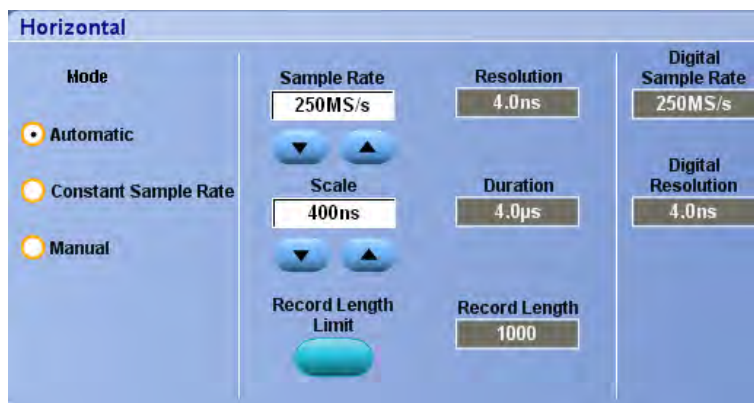 Horizontal
Mode
Automatic
Constant Sample Rate
Manual
Sample Rate
250MS/s
Scale
400ns
Record Length
Limit
Resolution
4.0ns
Duration
4.0µs
Record Length
1000
Digital
Sample Rate
250MS/s
Digital
Resolution
4.0ns